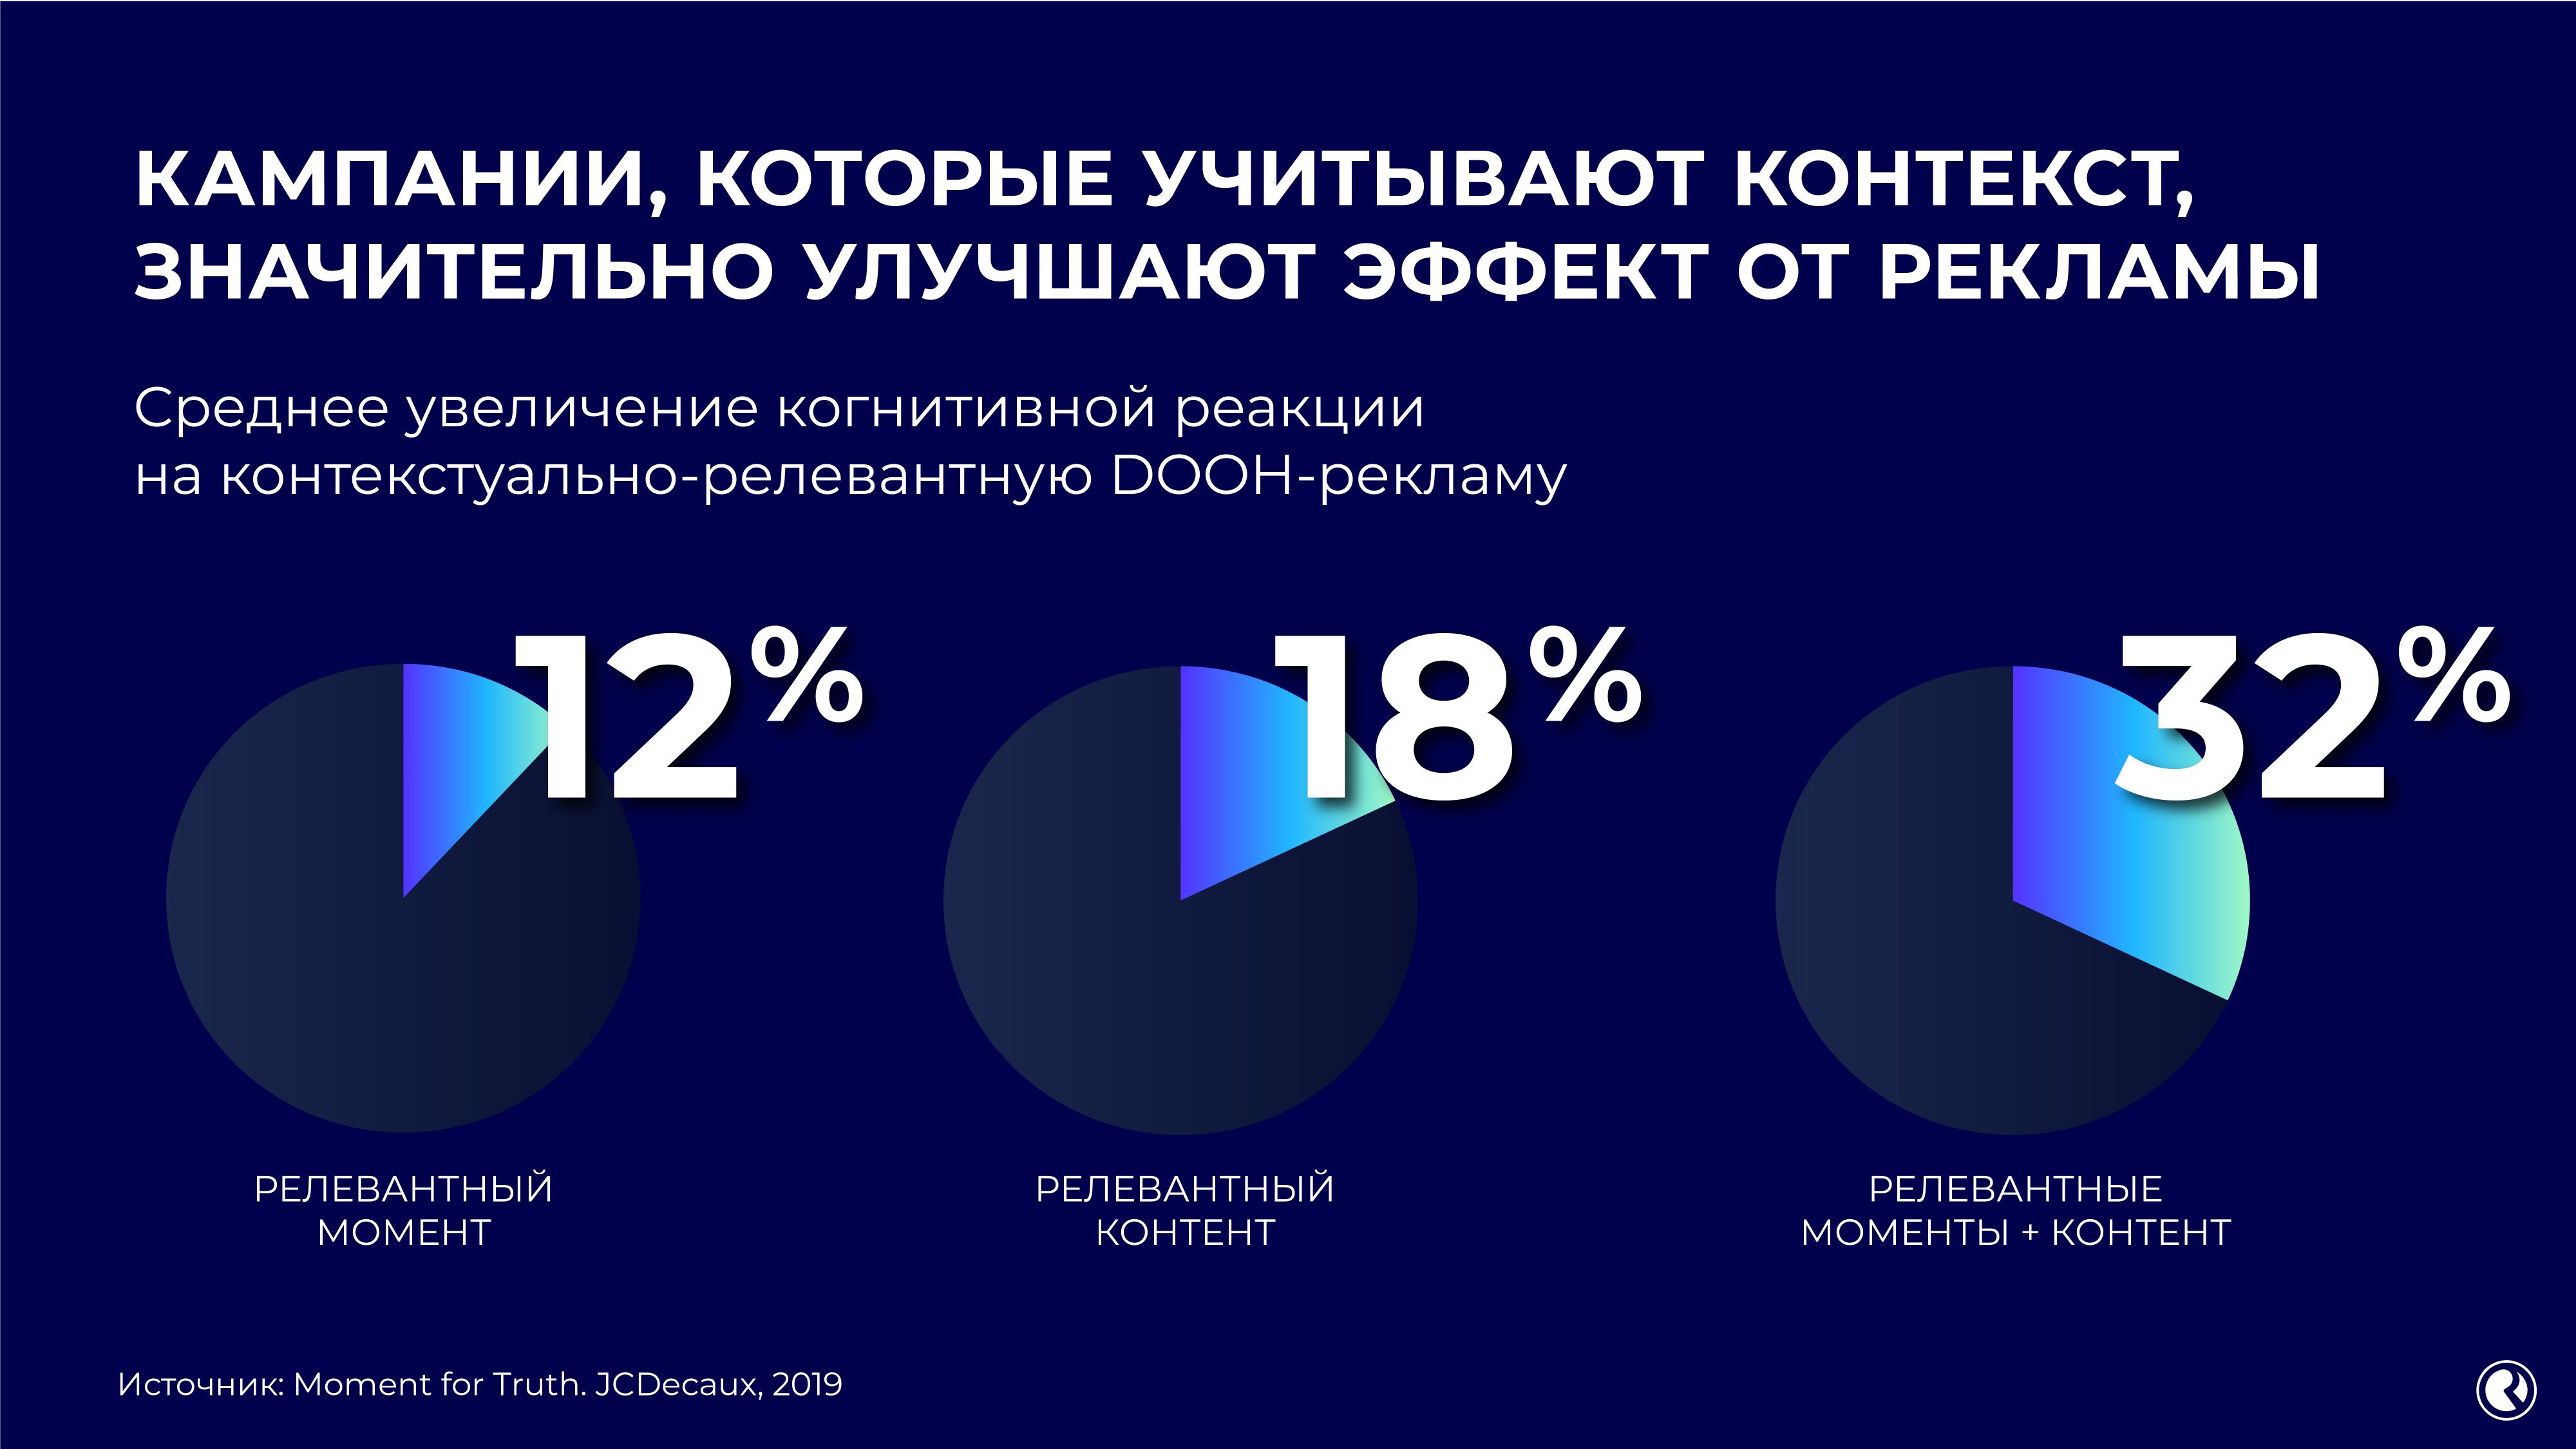 КАМПАНИИ, КОТОРЫЕ УЧИТЫВАЮТ КОНТЕКСТ,
ЗНАЧИТЕЛЬНО УЛУЧШАЮТ ЭФФЕКТ ОТ РЕКЛАМЫ
Среднее увеличение когнитивной реакции
на контекстуально-релевантную DOOH-рекламу
12%
18%
32%
РЕЛЕВАНТНЫЙ
МОМЕНТ
РЕЛЕВАНТНЫЙ
КОНТЕНТ
РЕЛЕВАНТНЫЕ
МОМЕНТЫ + КОНТЕНТ
Источник: Moment for Truth. JCDecaux, 2019